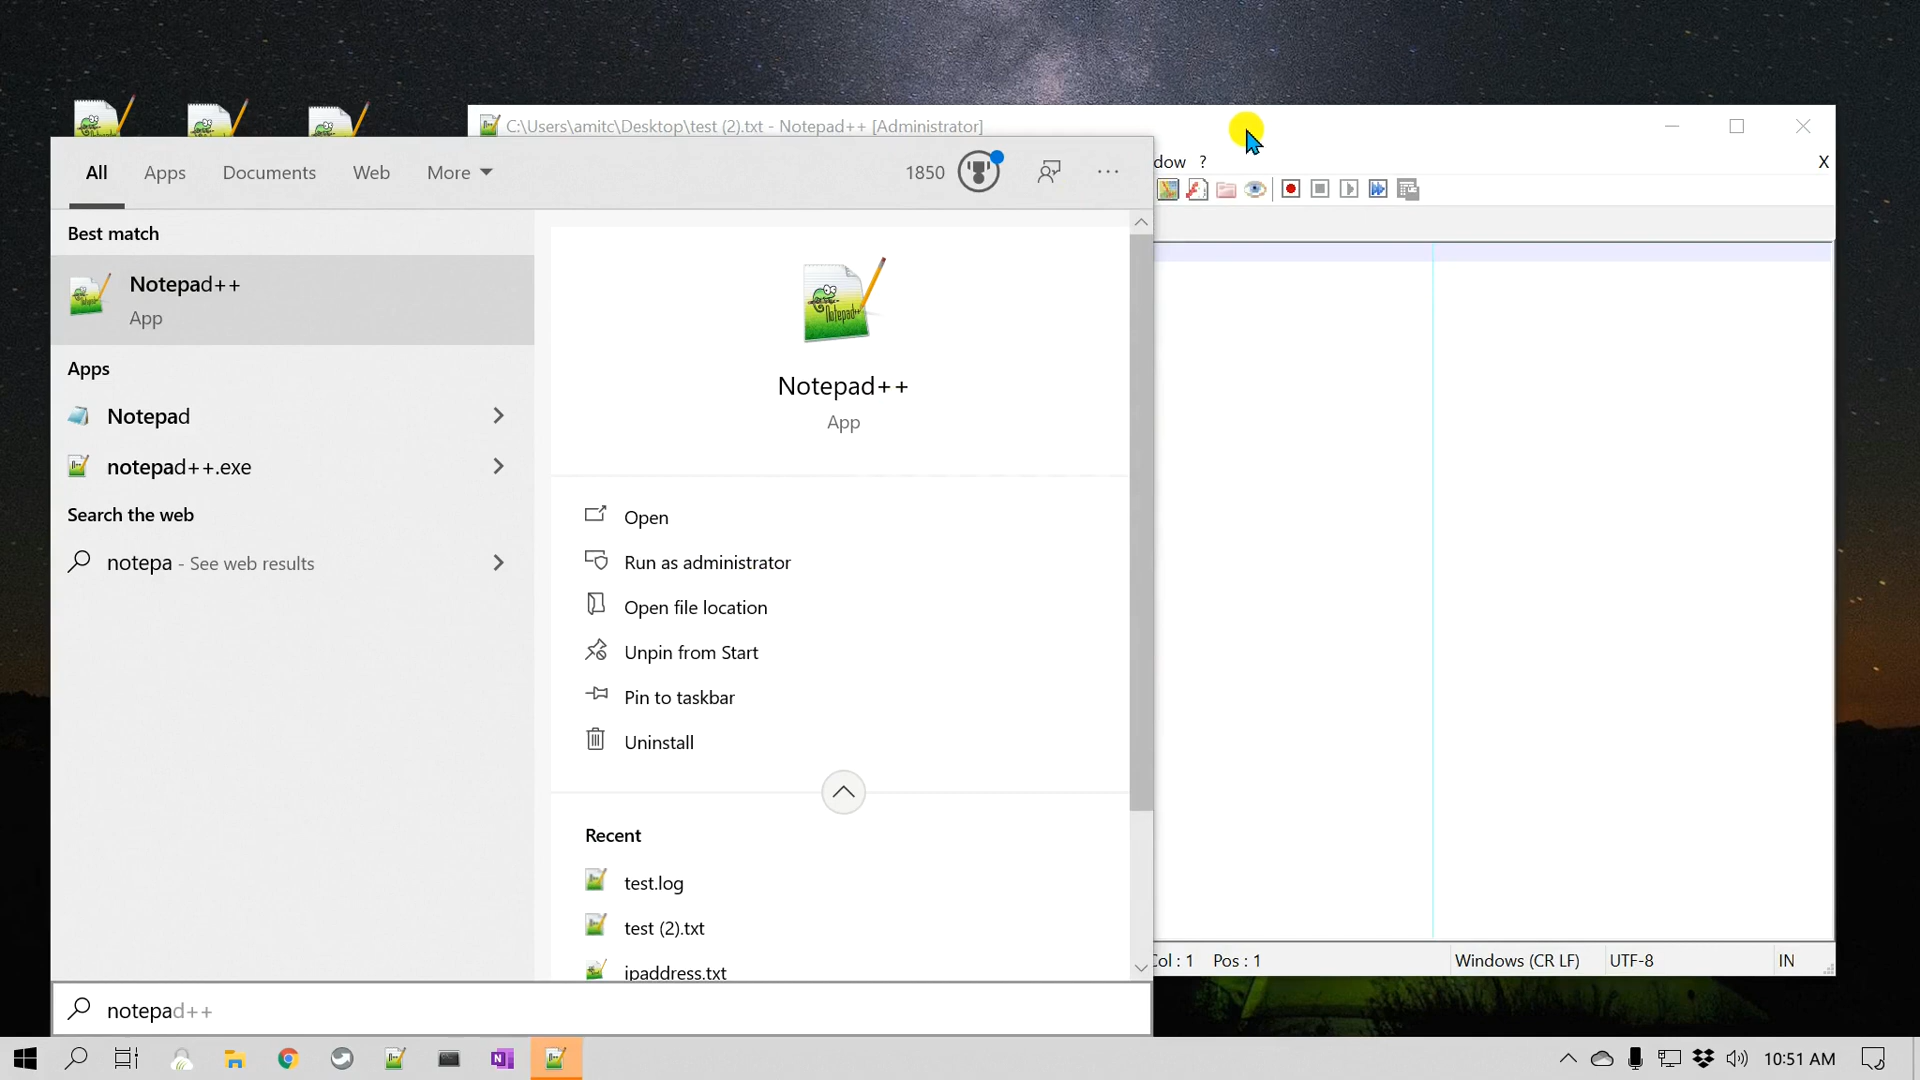 C:\Users\amitc\Desktop\test (2).txt - Notepad++ [Administrator]
dow ?
X
All Apps Documents Web More 1850 ...
Best match
Notepad++
App
Apps
Notepad
notepad++.exe
Search the web
notepa - See web results
Notepad++
Notepad++
App
Open
Run as administrator
Open file location
Unpin from Start
Pin to taskbar
Uninstall
Recent
test.log
test (2).txt
ipaddress.txt
Col : 1 Pos : 1 Windows (CR LF) UTF-8 IN
notepad++
10:51 AM